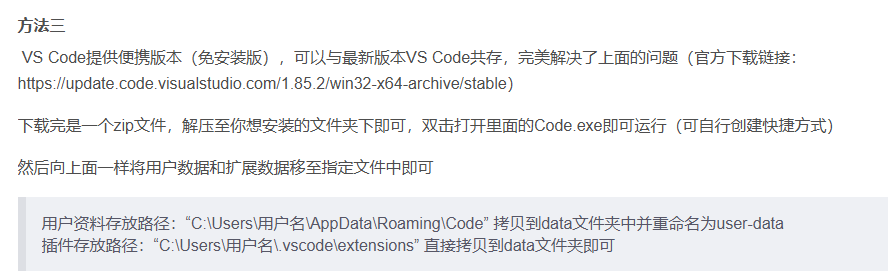 方法三
VS Code提供便携版本（免安装版），可以与最新版本VS Code共存，完美解决了上面的问题（官方下载链接：
https://update.code.visualstudio.com/1.85.2/win32-x64-archive/stable）
下载完是一个zip文件，解压至你想安装的文件夹下即可，双击打开里面的Code.exe即可运行（可自行创建快捷方式）
然后向上面一样将用户数据和扩展数据移至指定文件中即可
用户资料存放路径：“C:\Users\用户名\AppData\Roaming\Code” 拷贝到data文件夹中并重命名为user-data
插件存放路径：“C:\Users\用户名\.vscode\extensions” 直接拷贝到data文件夹即可